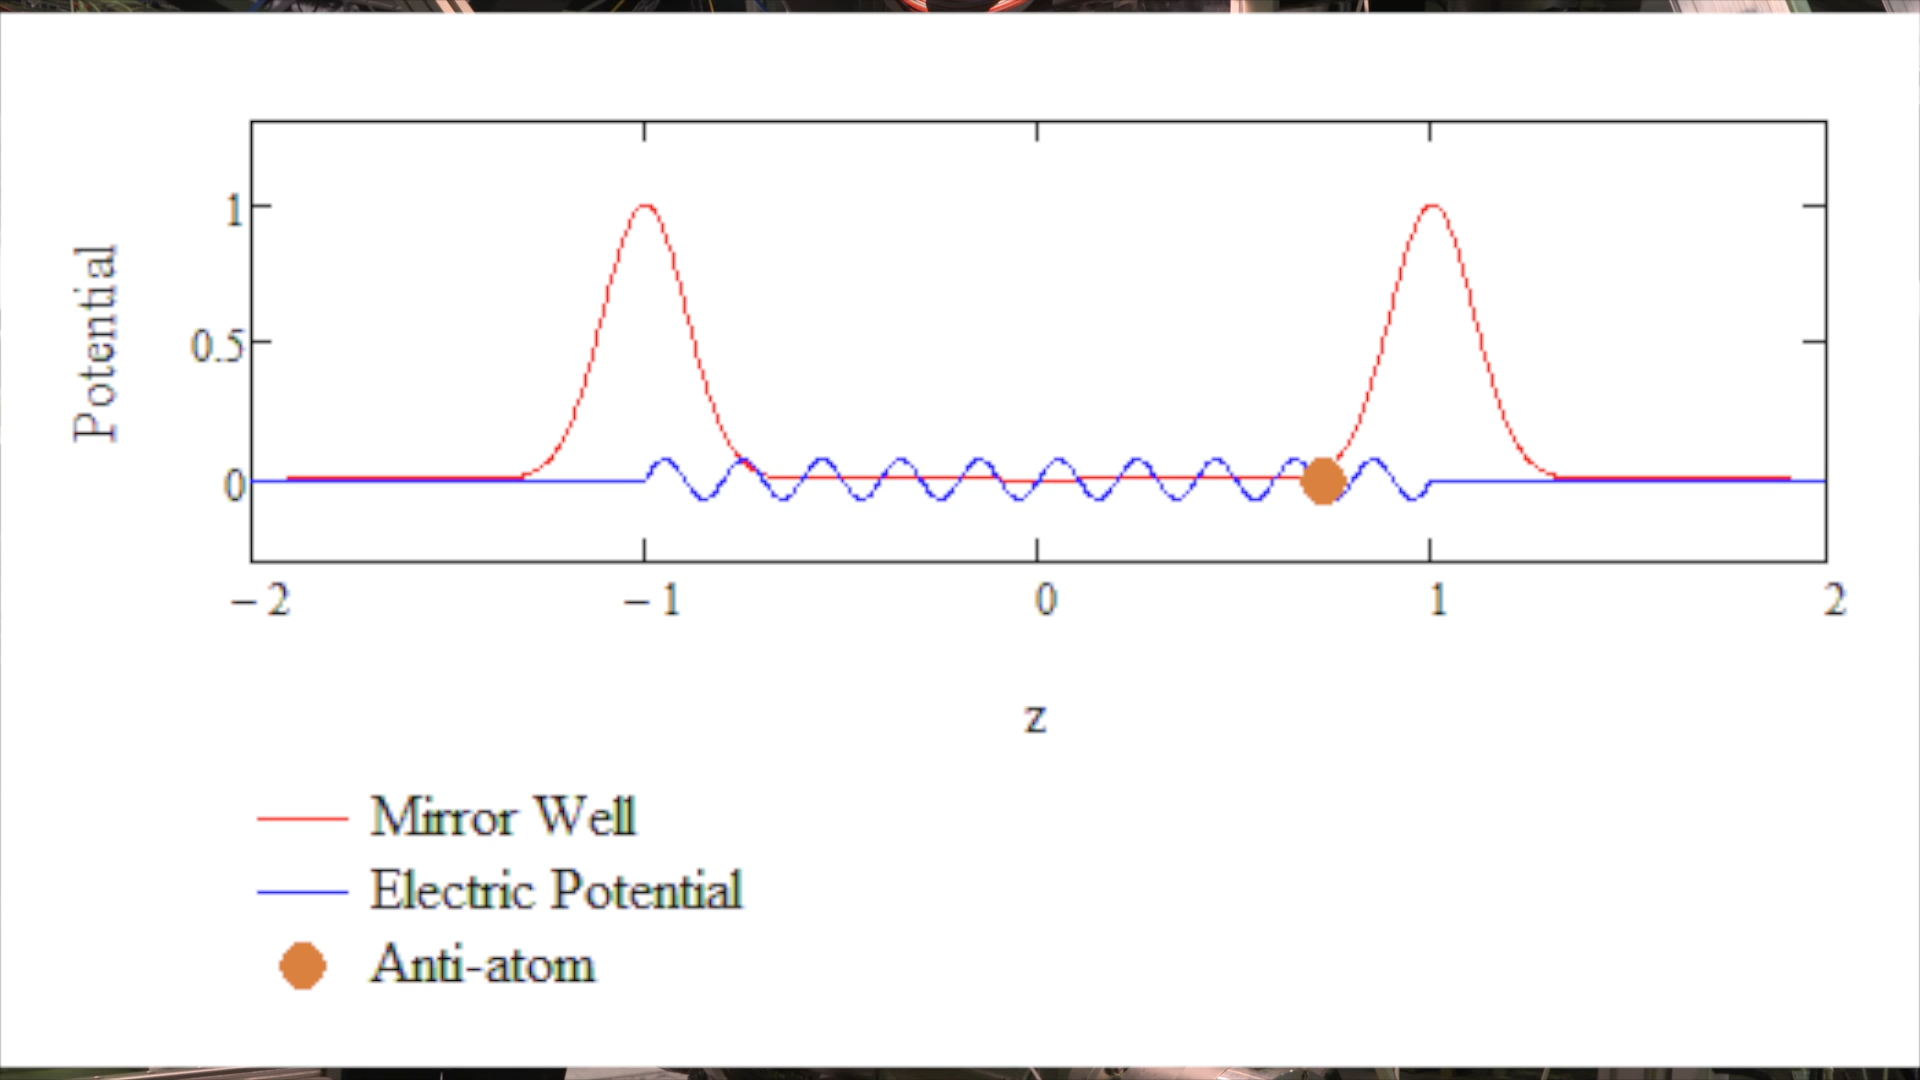 Potential
1
0.5
0
– 2
– 1
0
1
2
z
Mirror Well
Electric Potential
Anti-atom